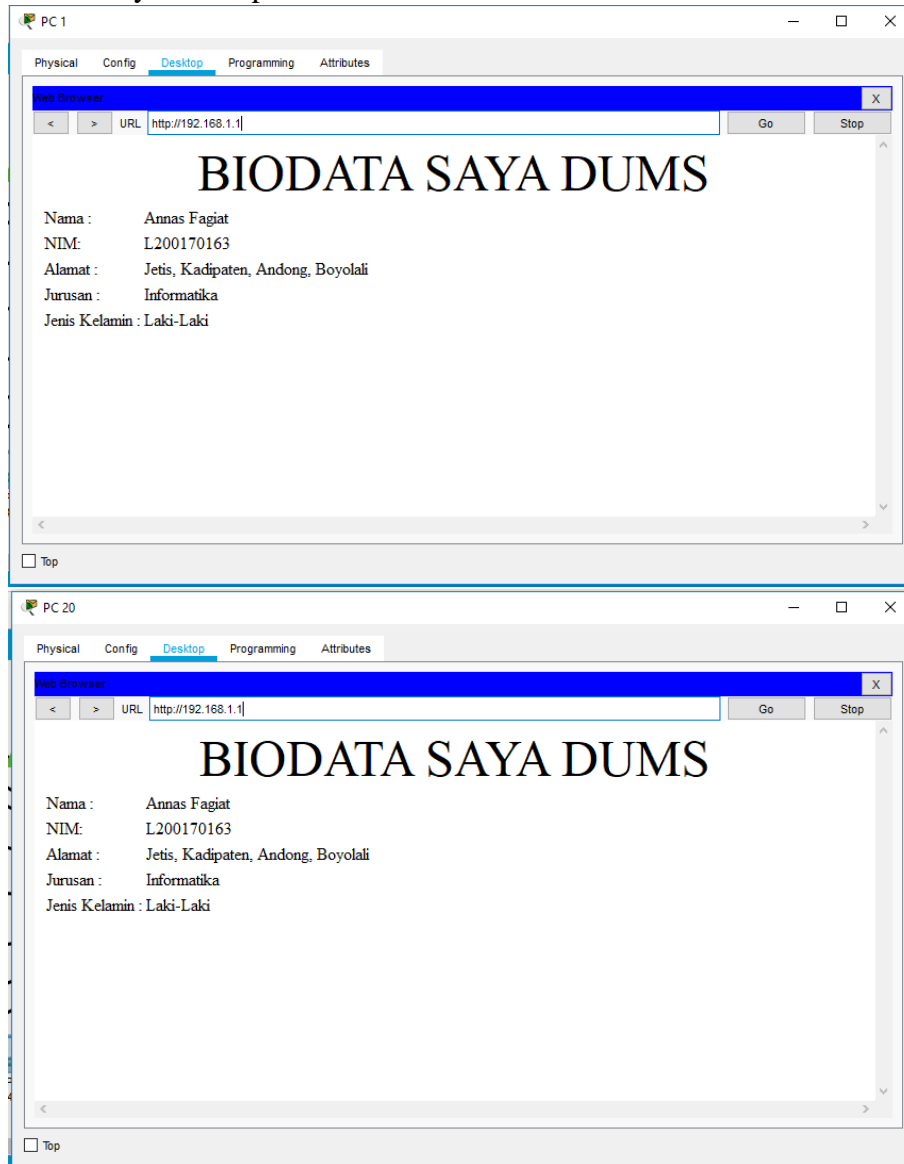 PC 1
Physical Config Desktop Programming Attributes
Web Browser X
< > URL http://192.168.1.1 Go Stop
BIODATA SAYA DUMS
Nama : Annas Fagiat
NIM: L200170163
Alamat : Jetis, Kadipaten, Andong, Boyolali
Jurusan : Informatika
Jenis Kelamin : Laki-Laki
Top
PC 20
Physical Config Desktop Programming Attributes
Web Browser X
< > URL http://192.168.1.1 Go Stop
BIODATA SAYA DUMS
Nama : Annas Fagiat
NIM: L200170163
Alamat : Jetis, Kadipaten, Andong, Boyolali
Jurusan : Informatika
Jenis Kelamin : Laki-Laki
Top